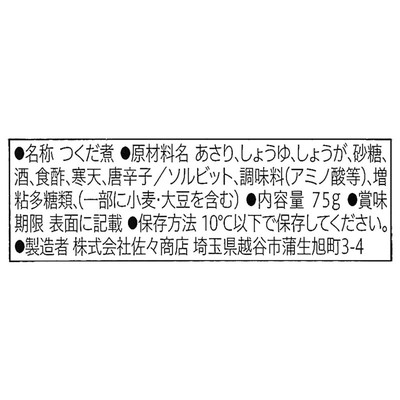 ●名称 つくだ煮 ●原材料名 あさり、しょうゆ、しょうが、砂糖、
酒、食酢、寒天、唐辛子／ソルビット、調味料(アミノ酸等)、増
粘多糖類、(一部に小麦・大豆を含む) ●内容量 75g ●賞味
期限 表面に記載 ●保存方法 10℃以下で保存してください。
●製造者 株式会社佐々商店 埼玉県越谷市蒲生旭町3-4